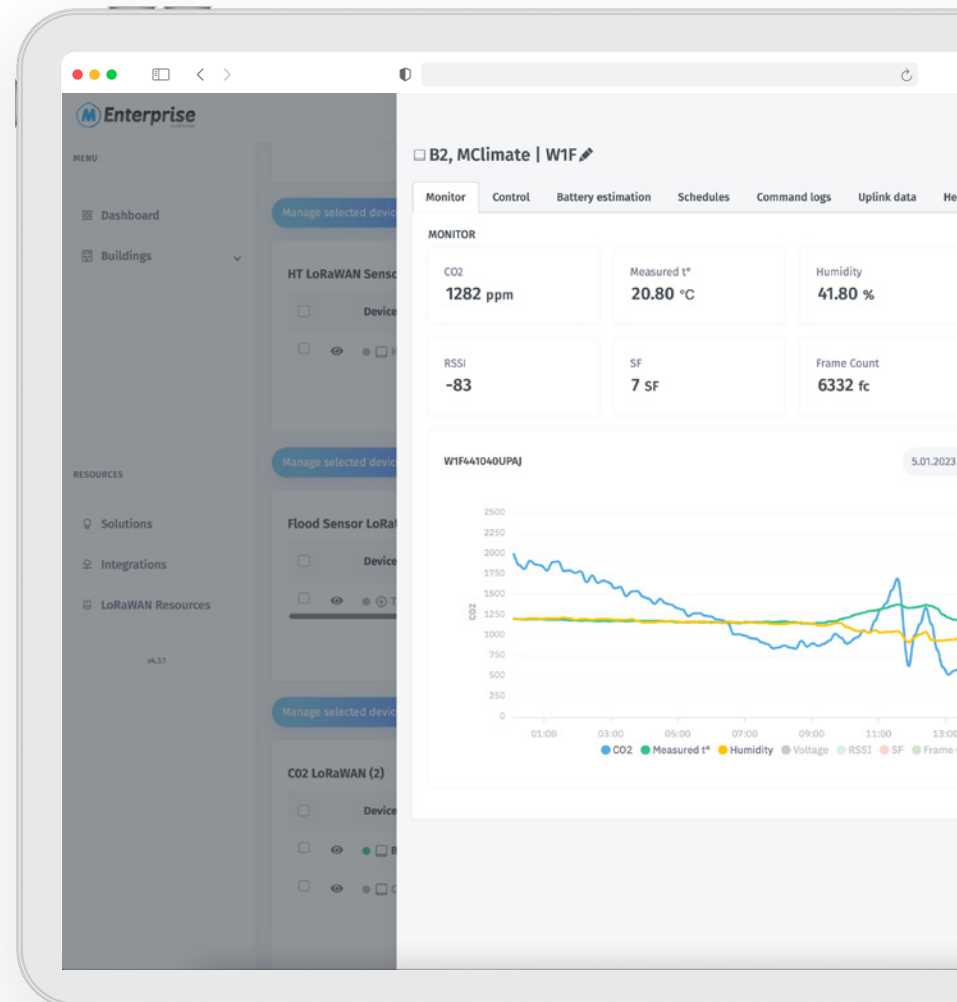 M Enterprise
MENU
Dashboard
Buildings
Manage selected devic
HT LoRaWAN Senso
Device
H
RESOURCES
Manage selected devic
Solutions
Flood Sensor LoRaW
Integrations
Device
LoRaWAN Resources
T
v4.3.1
Manage selected devic
C02 LoRaWAN (2)
Device
B
C
B2, MClimate | W1F
Monitor Control Battery estimation Schedules Command logs Uplink data He
MONITOR
CO2 Measured t° Humidity
1282 ppm 20.80 °C 41.80 %
RSSI SF Frame Count
-83 7 SF 6332 fc
W1F441040UPAJ 5.01.2023
2500
2250
2000
1750
1500
1250
1000
750
500
250
0
CO2
01:00 03:00 05:00 07:00 09:00 11:00 13:00
CO2 Measured t° Humidity Voltage RSSI SF Frame